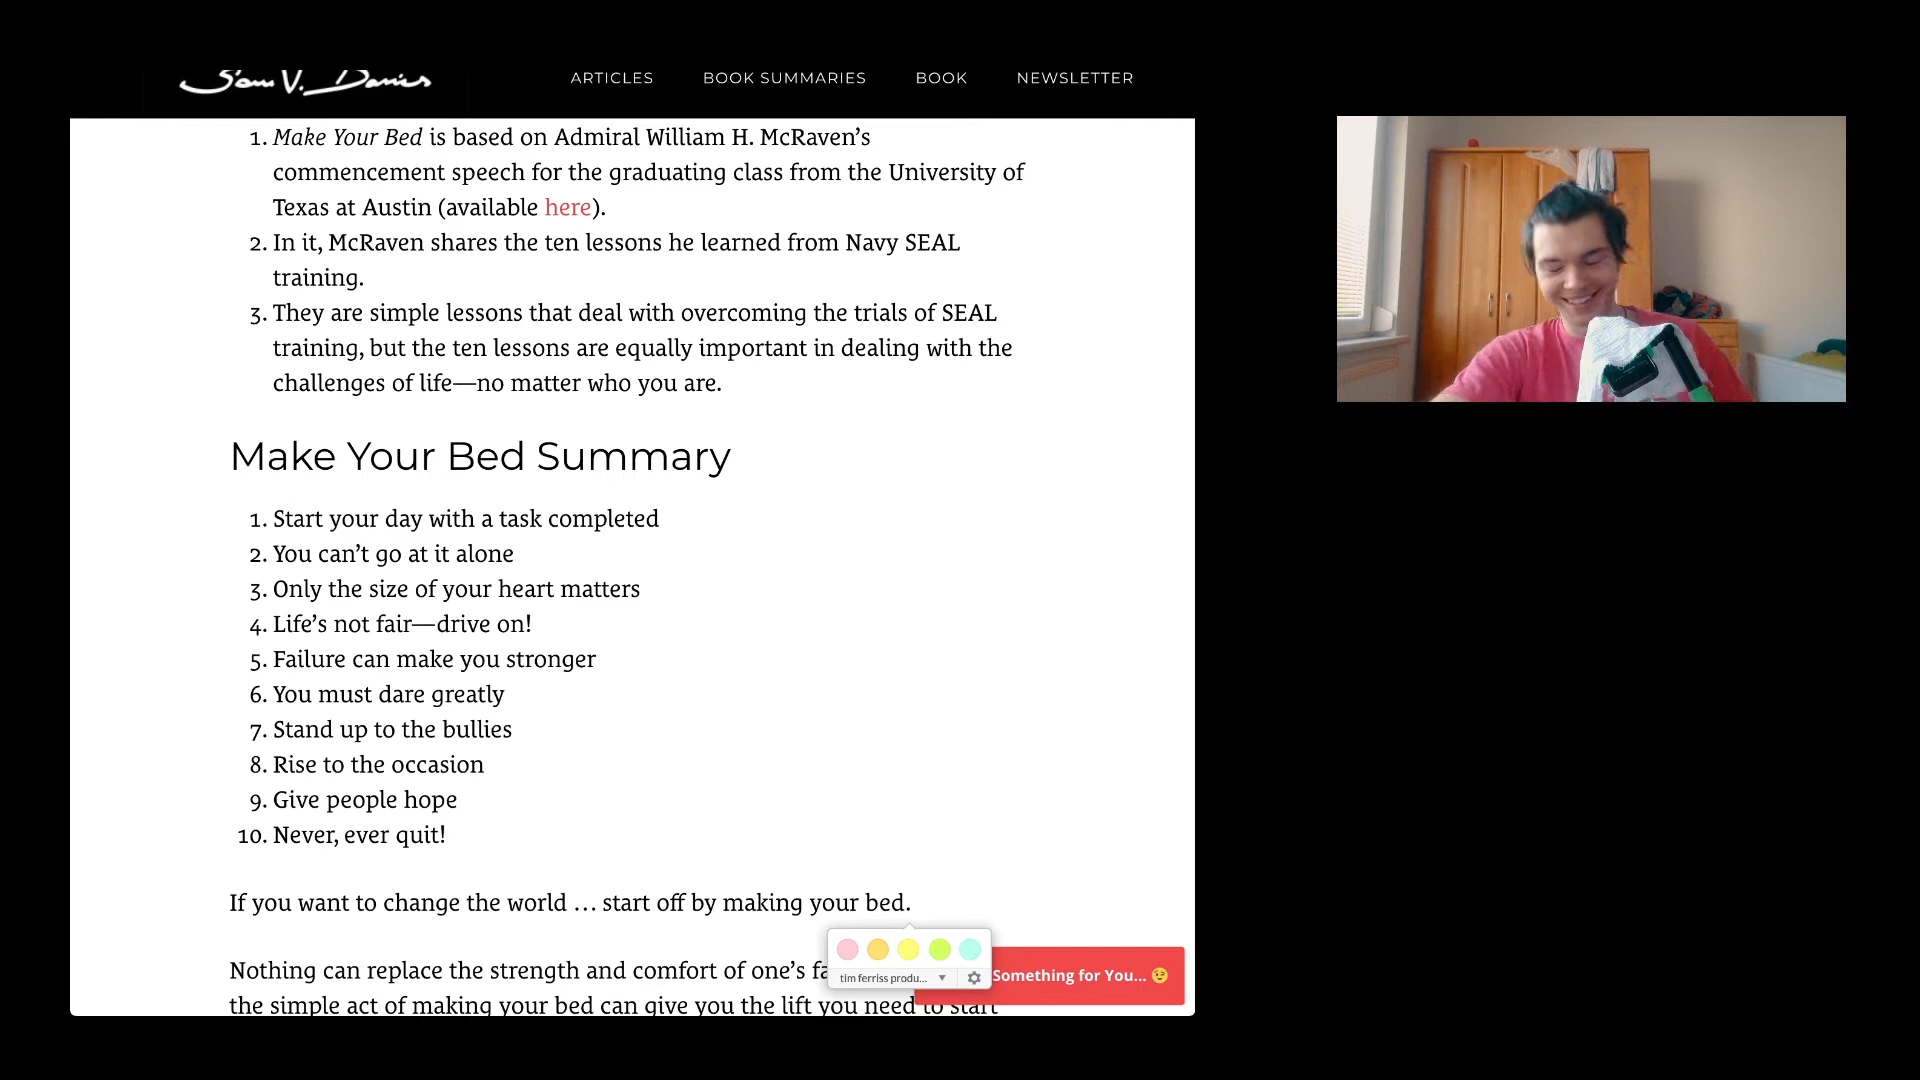 Sam V. Davies
ARTICLES BOOK SUMMARIES BOOK NEWSLETTER
1. Make Your Bed is based on Admiral William H. McRaven’s
commencement speech for the graduating class from the University of
Texas at Austin (available here).
2. In it, McRaven shares the ten lessons he learned from Navy SEAL
training.
3. They are simple lessons that deal with overcoming the trials of SEAL
training, but the ten lessons are equally important in dealing with the
challenges of life—no matter who you are.
Make Your Bed Summary
1. Start your day with a task completed
2. You can’t go at it alone
3. Only the size of your heart matters
4. Life’s not fair—drive on!
5. Failure can make you stronger
6. You must dare greatly
7. Stand up to the bullies
8. Rise to the occasion
9. Give people hope
10. Never, ever quit!
If you want to change the world … start off by making your bed.
Nothing can replace the strength and comfort of one’s
tim ferriss produ...
Something for You... 😉
the simple act of making your bed can give you the lift you need to start